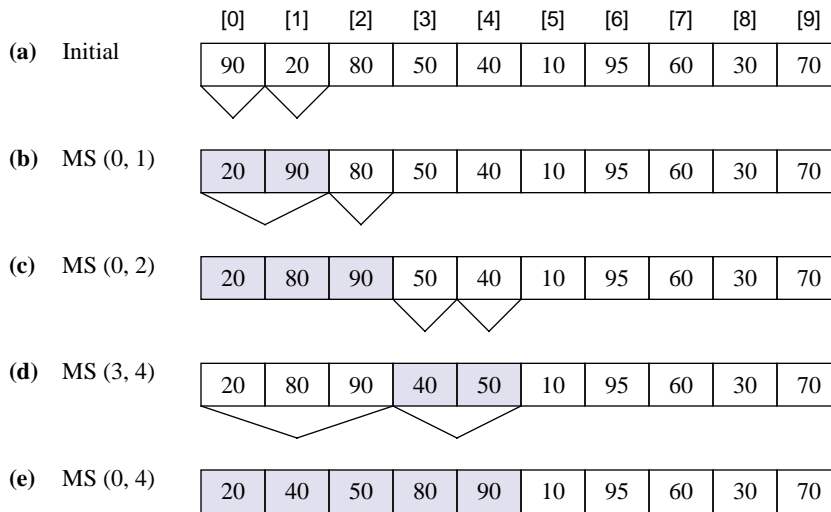 [0] [1] [2] [3] [4] [5] [6] [7] [8] [9]
(a) Initial 90 20 80 50 40 10 95 60 30 70
(b) MS (0, 1) 20 90 80 50 40 10 95 60 30 70
(c) MS (0, 2) 20 80 90 50 40 10 95 60 30 70
(d) MS (3, 4) 20 80 90 40 50 10 95 60 30 70
(e) MS (0, 4) 20 40 50 80 90 10 95 60 30 70